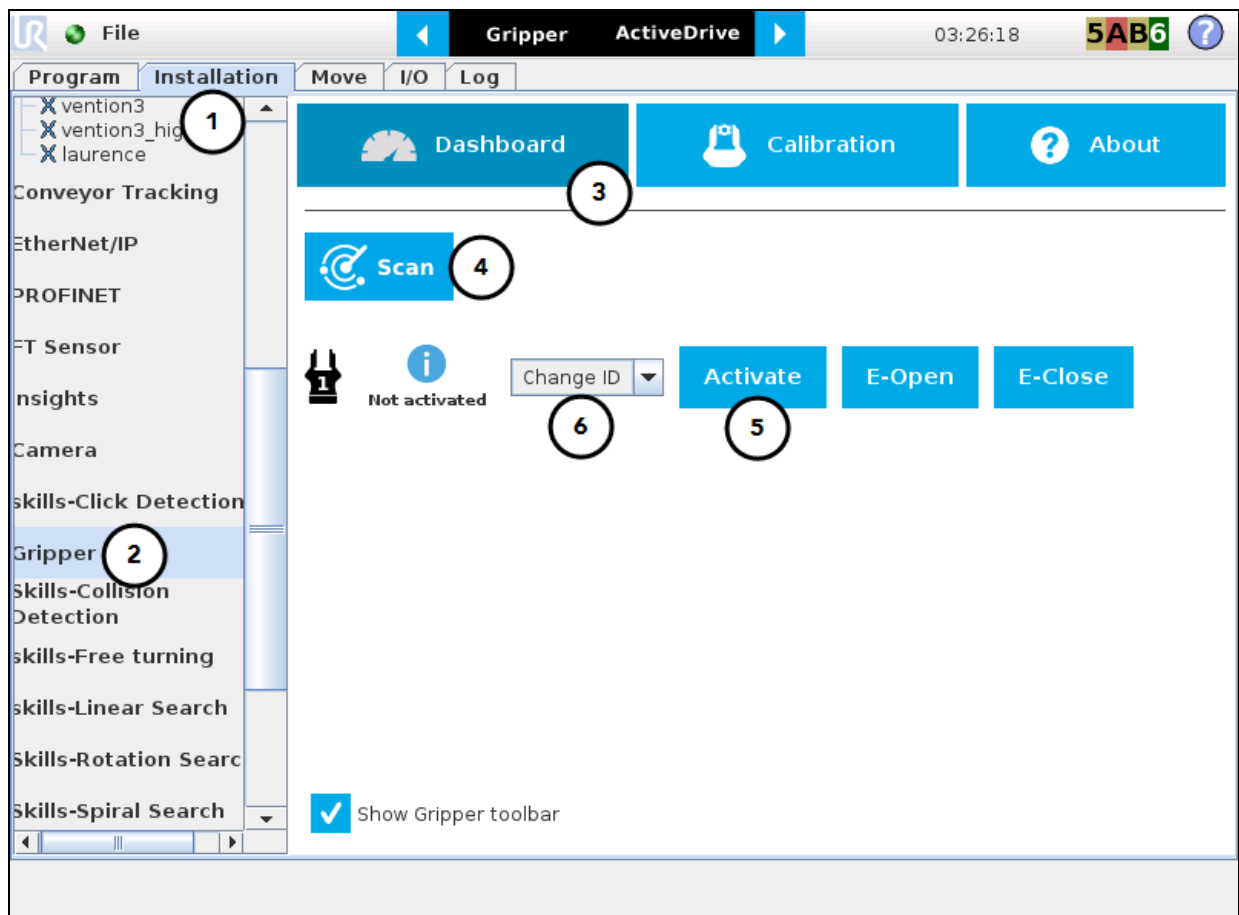 UR File Gripper ActiveDrive 03:26:18 5AB6 ?
Program Installation Move I/O Log
vention3
vention3_hig
laurence
1
Dashboard Calibration ? About
3
Conveyor Tracking
EtherNet/IP
Scan 4
PROFINET
FT Sensor
1 i Not activated Change ID Activate E-Open E-Close
6 5
Insights
Camera
skills-Click Detection
Gripper 2
Skills-Collision
Detection
skills-Free turning
skills-Linear Search
Skills-Rotation Searc
Skills-Spiral Search
Show Gripper toolbar